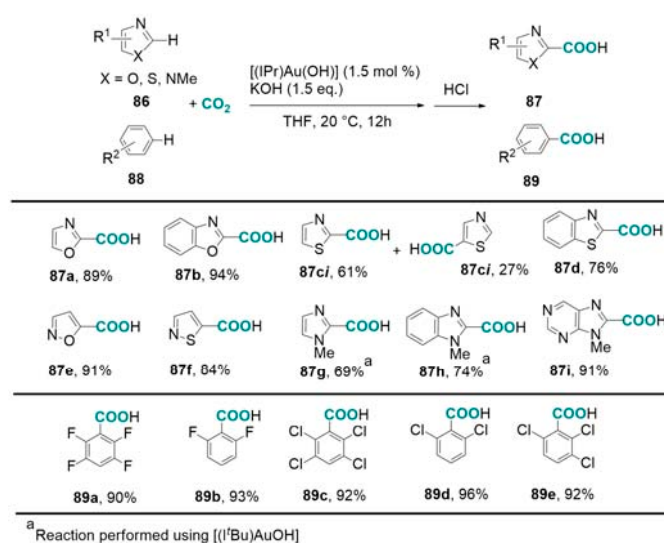 R¹ N H X
X = O, S, NMe
86
+ CO₂
R² H
88
[(IPr)Au(OH)] (1.5 mol %)
KOH (1.5 eq.)
THF, 20 °C, 12h
HCl
R¹ N COOH X
87
R² COOH
89
N COOH O
87a, 89%
N COOH O
87b, 94%
N COOH S
87ci, 61%
+
N HOOC S
87ci, 27%
N COOH S
87d, 76%
N O COOH
87e, 91%
N S COOH
87f, 84%
N COOH N Me
87g, 69%ᵃ
N COOH N Me
87h, 74%ᵃ
N N N N COOH Me
87i, 91%
COOH F F F F
89a, 90%
COOH F F
89b, 93%
COOH Cl Cl Cl Cl
89c, 92%
COOH Cl Cl
89d, 96%
COOH Cl Cl Cl
89e, 92%
ᵃReaction performed using [(IᵗBu)AuOH]